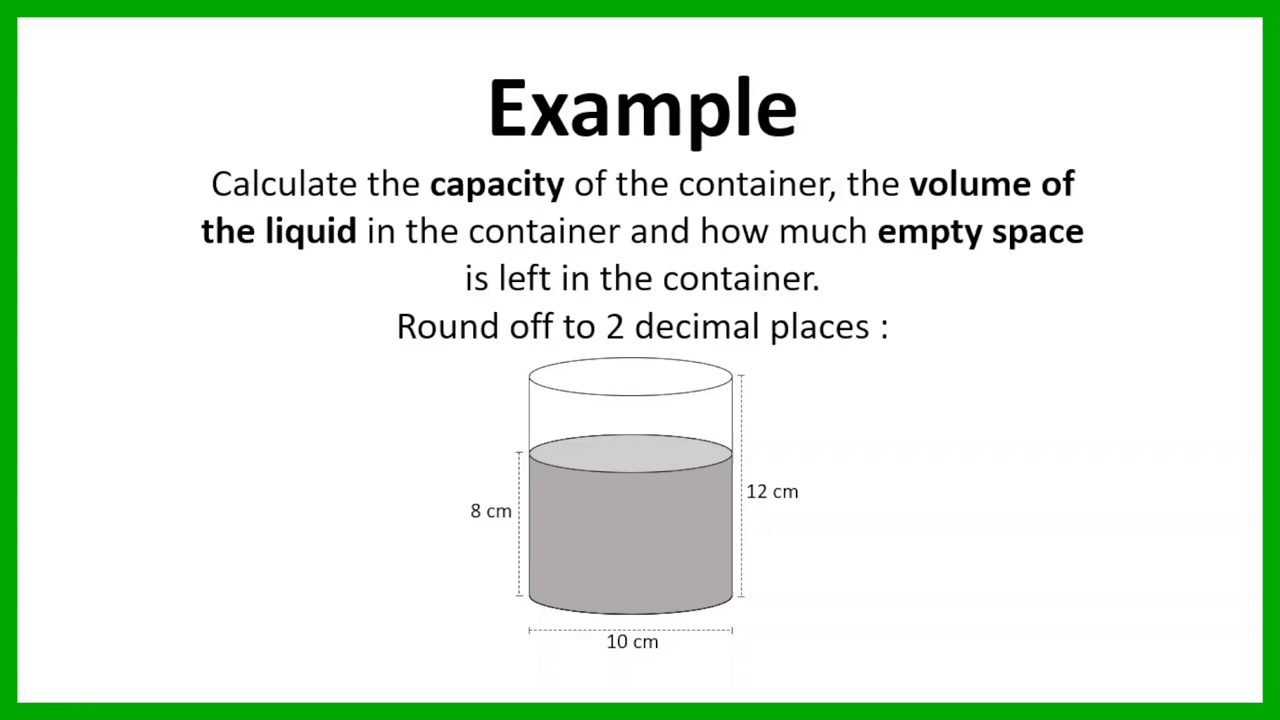 Example
Calculate the capacity of the container, the volume of
the liquid in the container and how much empty space
is left in the container.
Round off to 2 decimal places :
12 cm
8 cm
10 cm